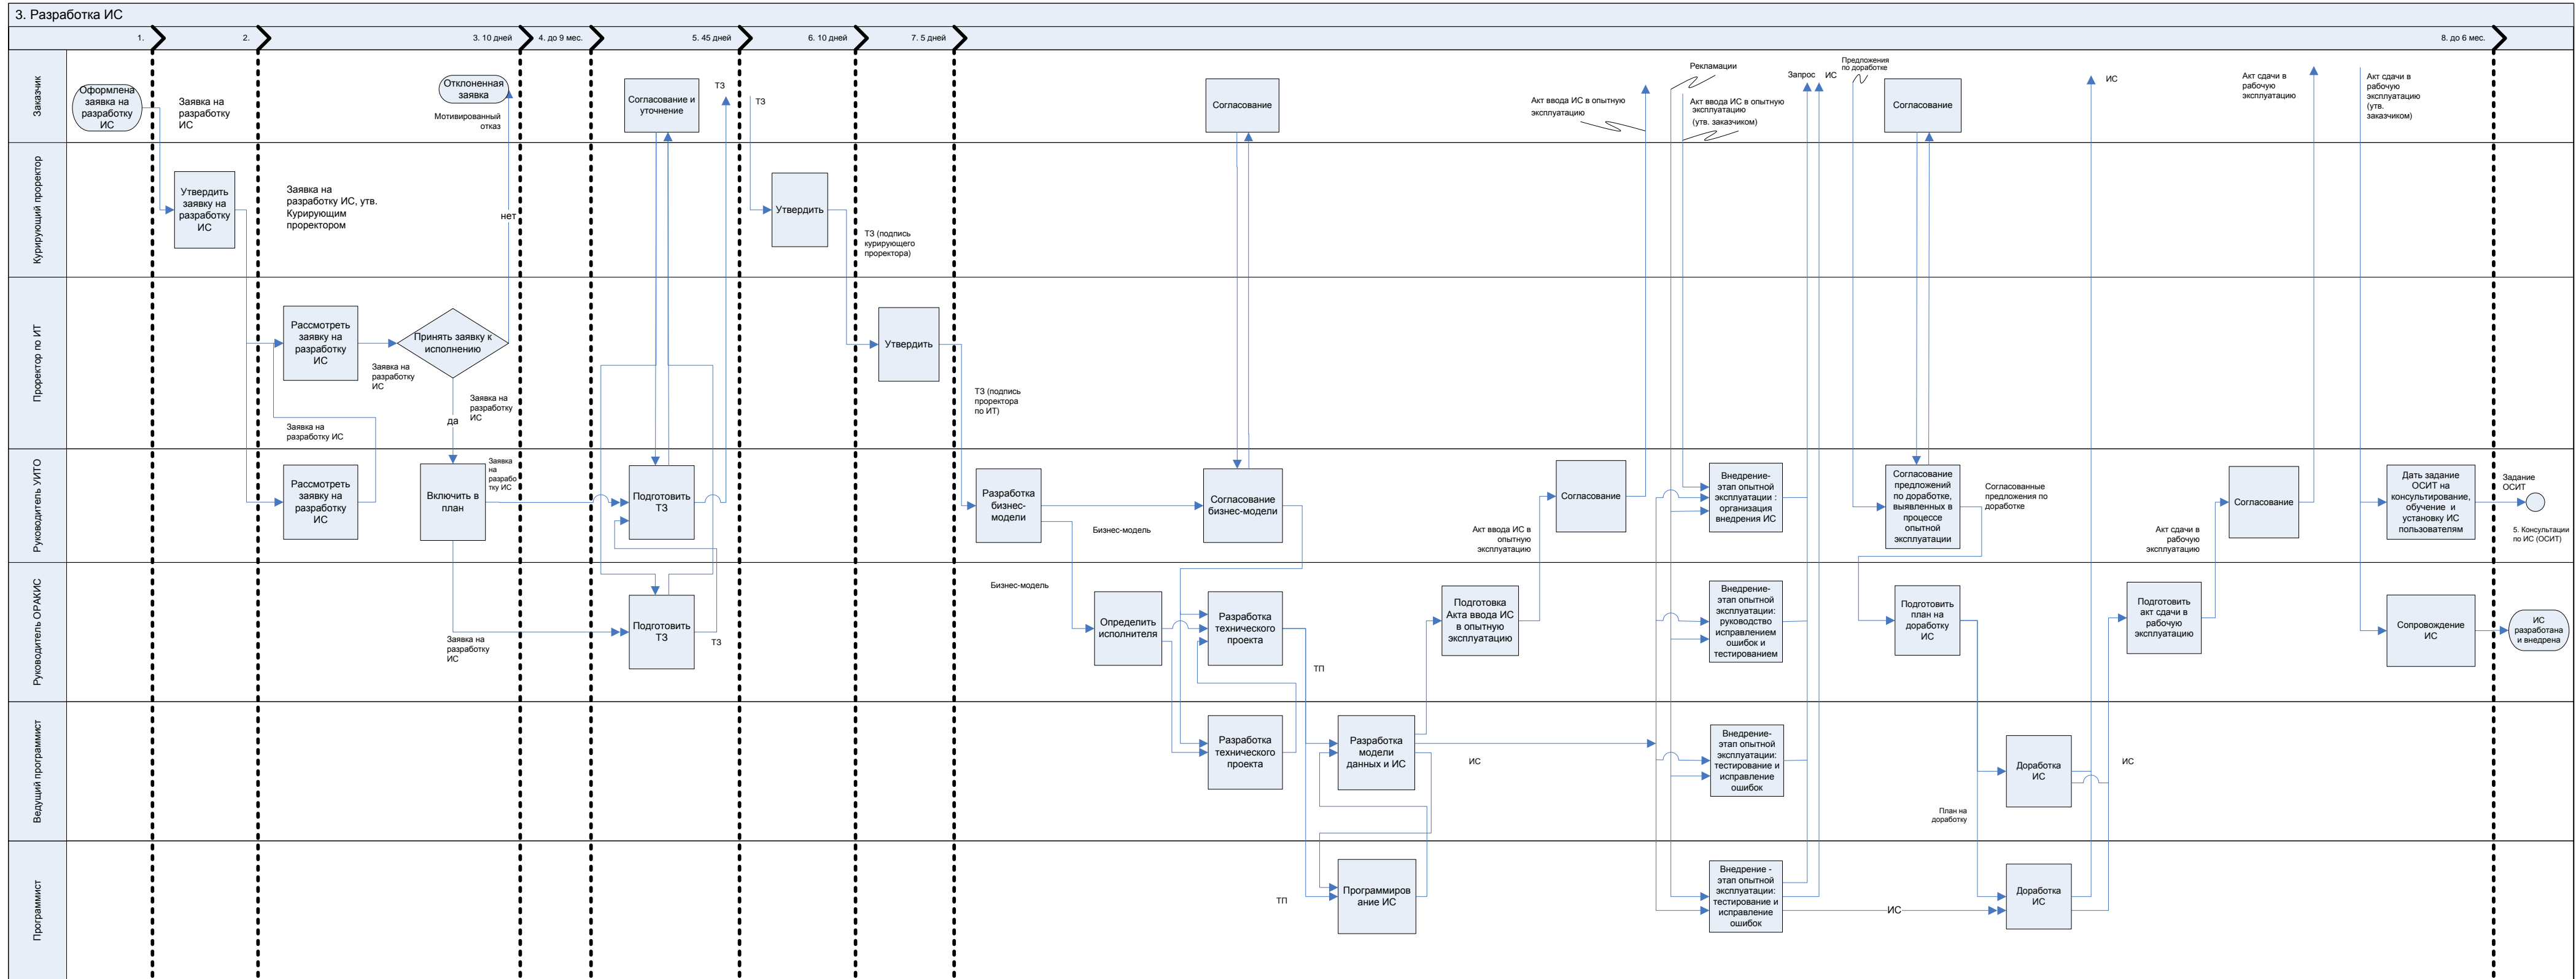 3. Разработка ИС
1.
2.
3. 10 дней
4. до 9 мес.
5. 45 дней
6. 10 дней
7. 5 дней
8. до 6 мес.
Заказчик
Оформлена
заявка на
разработку
ИС
Заявка на
разработку
ИС
Отклоненная
заявка
Мотивированный
отказ
Согласование и
уточнение
ТЗ
ТЗ
Согласование
Акт ввода ИС в опытную
эксплуатацию
Рекламации
Акт ввода ИС в опытную
эксплуатацию
(утв. заказчиком)
Запрос
ИС
Предложения
по доработке
Согласование
ИС
Акт сдачи в
рабочую
эксплуатацию
Акт сдачи в
рабочую
эксплуатацию
(утв.
заказчиком)
Курирующий проректор
Утвердить
заявку на
разработку
ИС
Заявка на
разработку ИС, утв.
Курирующим
проректором
нет
Утвердить
ТЗ (подпись
курирующего
проректора)
Проректор по ИТ
Рассмотреть
заявку на
разработку
ИС
Принять заявку к
исполнению
Заявка на
разработку
ИС
Заявка на
разработку
ИС
да
Заявка на
разработку ИС
Утвердить
ТЗ (подпись
проректора
по ИТ)
Руководитель УИТО
Рассмотреть
заявку на
разработку
ИС
Включить в
план
Заявка
на
разрабо
тку ИС
Подготовить
ТЗ
Разработка
бизнес-
модели
Бизнес-модель
Согласование
бизнес-модели
Акт ввода ИС в
опытную
эксплуатацию
Согласование
Внедрение-
этап опытной
эксплуатации :
организация
внедрения ИС
Согласование
предложений
по доработке,
выявленных в
процессе
опытной
эксплуатации
Согласованные
предложения по
доработке
Акт сдачи в
рабочую
эксплуатацию
Согласование
Дать задание
ОСИТ на
консультирование,
обучение и
установку ИС
пользователям
Задание
ОСИТ
5. Консультации
по ИС (ОСИТ)
Руководитель ОРАКИС
Заявка на
разработку
ИС
Подготовить
ТЗ
ТЗ
Бизнес-модель
Определить
исполнителя
Разработка
технического
проекта
ТП
Подготовка
Акта ввода ИС
в опытную
эксплуатацию
Внедрение-
этап опытной
эксплуатации:
руководство
исправлением
ошибок и
тестированием
Подготовить
план на
доработку
ИС
Подготовить
акт сдачи в
рабочую
эксплуатацию
Сопровождение
ИС
ИС
разработана
и внедрена
Ведущий программист
Разработка
технического
проекта
Разработка
модели
данных и ИС
ИС
Внедрение-
этап опытной
эксплуатации:
тестирование и
исправление
ошибок
План на
доработку
Доработка
ИС
ИС
Программист
ТП
Программиров
ание ИС
Внедрение -
этап опытной
эксплуатации:
тестирование и
исправление
ошибок
ИС
Доработка
ИС